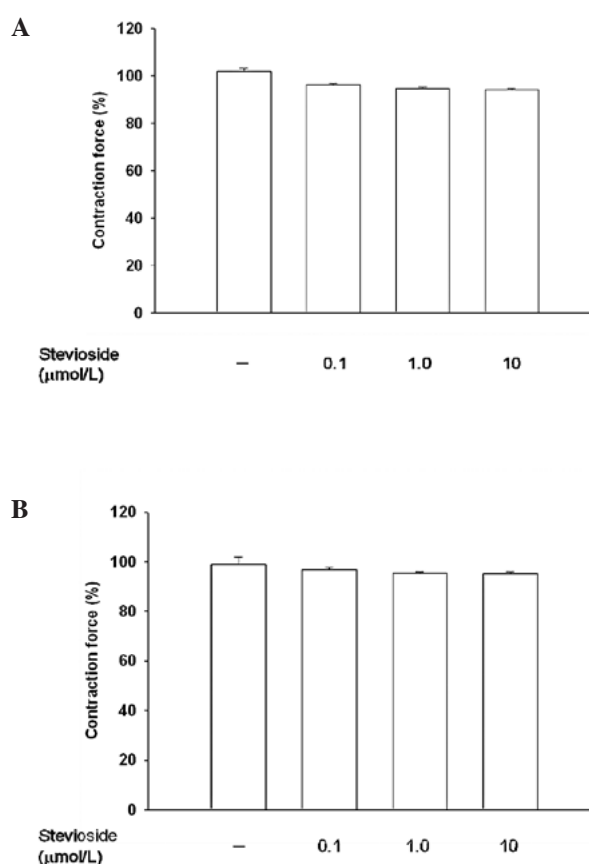 A
Contraction force (%)
120
100
80
60
40
20
0
Stevioside
(μmol/L)
– 0.1 1.0 10
B
Contraction force (%)
120
100
80
60
40
20
0
Stevioside
(μmol/L)
– 0.1 1.0 10